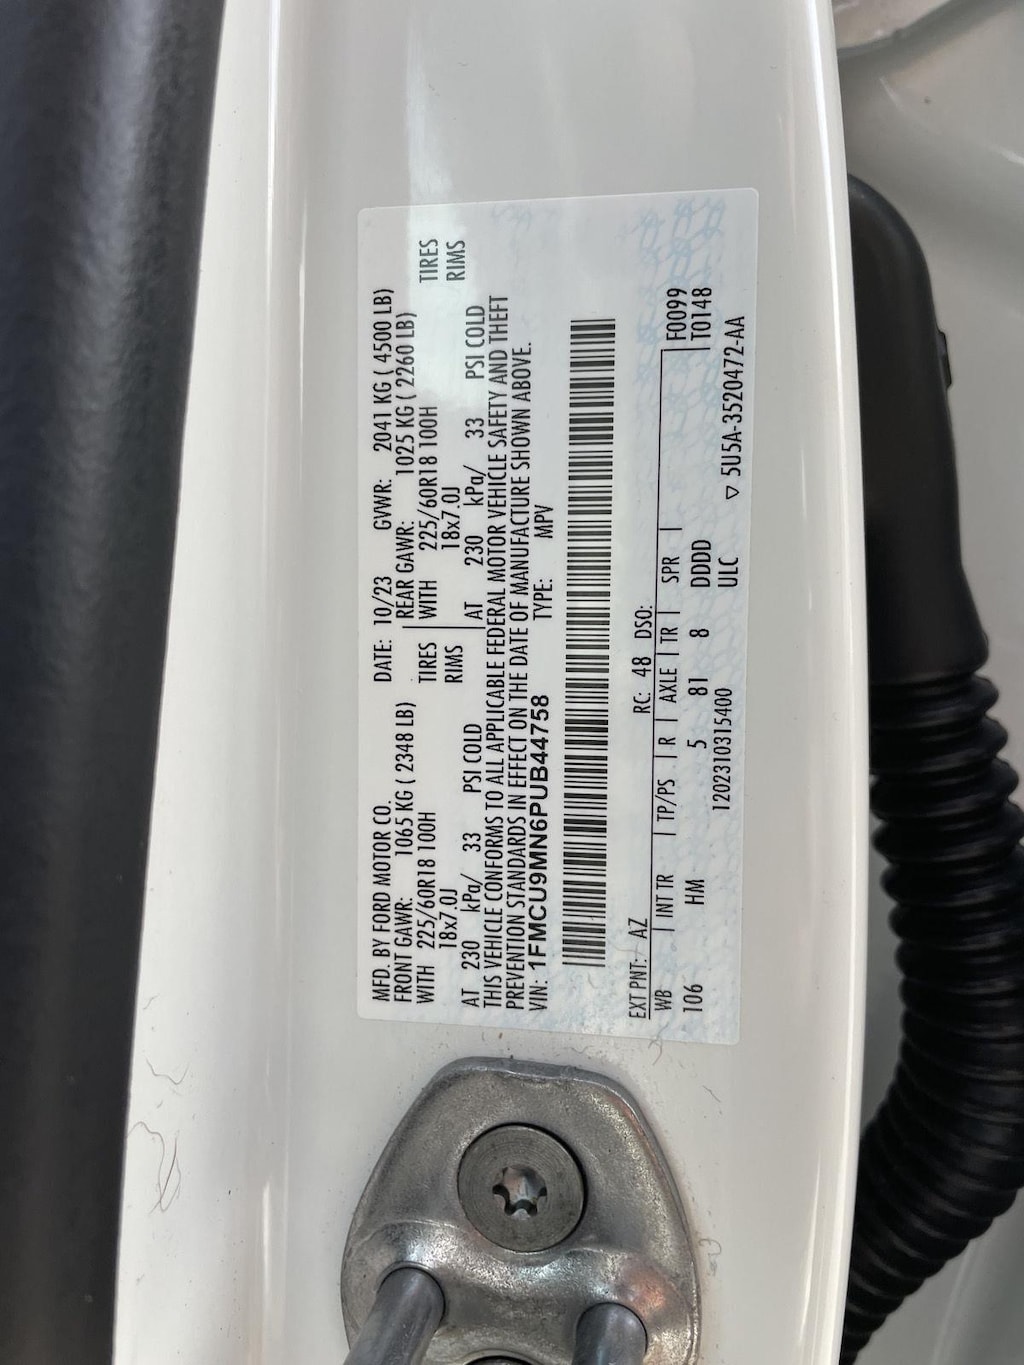 MFD. BY FORD MOTOR CO. DATE: 10/23 GVWR: 2041 KG ( 4500 LB)
FRONT GAWR: 1065 KG ( 2348 LB) REAR GAWR: 1025 KG ( 2260 LB)
WITH 225/60R18 100H TIRES WITH 225/60R18 100H TIRES
18x7.0J RIMS 18x7.0J RIMS
AT 230 kPa/ 33 PSI COLD AT 230 kPa/ 33 PSI COLD
THIS VEHICLE CONFORMS TO ALL APPLICABLE FEDERAL MOTOR VEHICLE SAFETY AND THEFT
PREVENTION STANDARDS IN EFFECT ON THE DATE OF MANUFACTURE SHOWN ABOVE.
VIN: 1FMCU9MN6PUB44758 TYPE: MPV
EXT PNT: AZ RC: 48 DSO:
WB INT TR TP/PS R AXLE TR SPR F0099
106 HM 5 81 8 DDDD T0148
120231031540​0 ULC ▽ 5U5A-3520472-AA